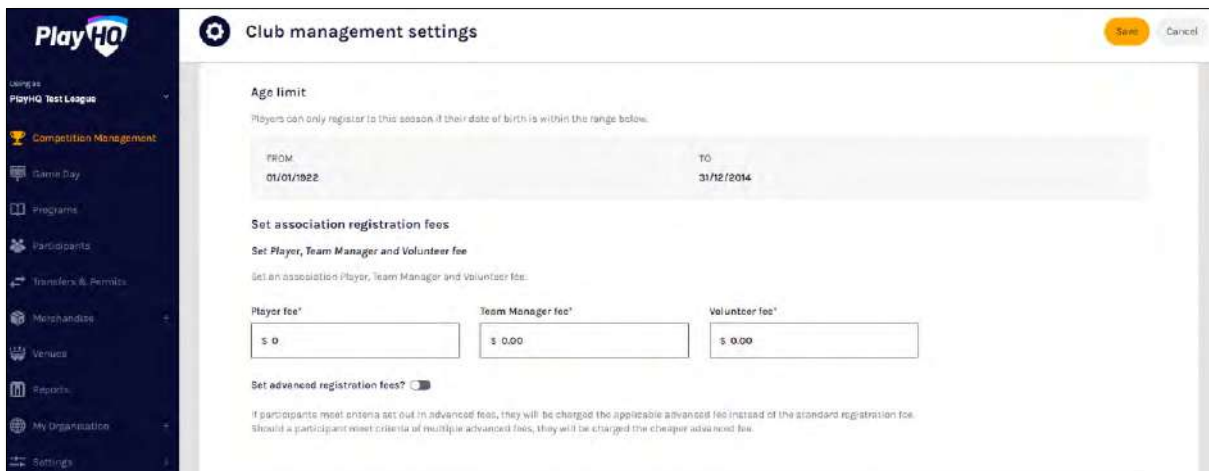 PlayHQ
Club management settings
Save
Cancel
Using as
PlayHQ Test League
Competition Management
Game Day
Programs
Participants
Transfers & Permits
Merchandise
Venues
Reports
My Organisation
Settings
Age limit
Players can only register to this season if their date of birth is within the range below.
FROM
TO
01/01/1922
31/12/2014
Set association registration fees
Set Player, Team Manager and Volunteer fee
Set an association Player, Team Manager and Volunteer fee.
Player fee*
Team Manager fee*
Volunteer fee*
$ 0
$ 0.00
$ 0.00
Set advanced registration fees?
If participants meet criteria set out in advanced fees, they will be charged the applicable advanced fee instead of the standard registration fee.
Should a participant meet criteria of multiple advanced fees, they will be charged the cheaper advanced fee.